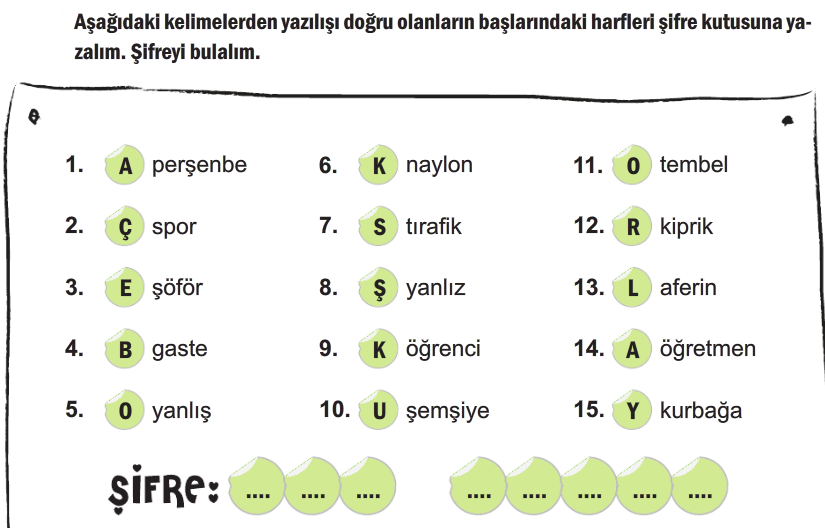 Aşağıdaki kelimelerden yazılışı doğru olanların başlarındaki harfleri şifre kutusuna ya-
zalım. Şifreyi bulalım.
1. A perşenbe
2. Ç spor
3. E şöför
4. B gaste
5. O yanlış
6. K naylon
7. S tırafik
8. Ş yanlız
9. K öğrenci
10. U şemşiye
11. O tembel
12. R kiprik
13. L aferin
14. A öğretmen
15. Y kurbağa
ŞİFRE: .... .... .... .... .... .... .... ....